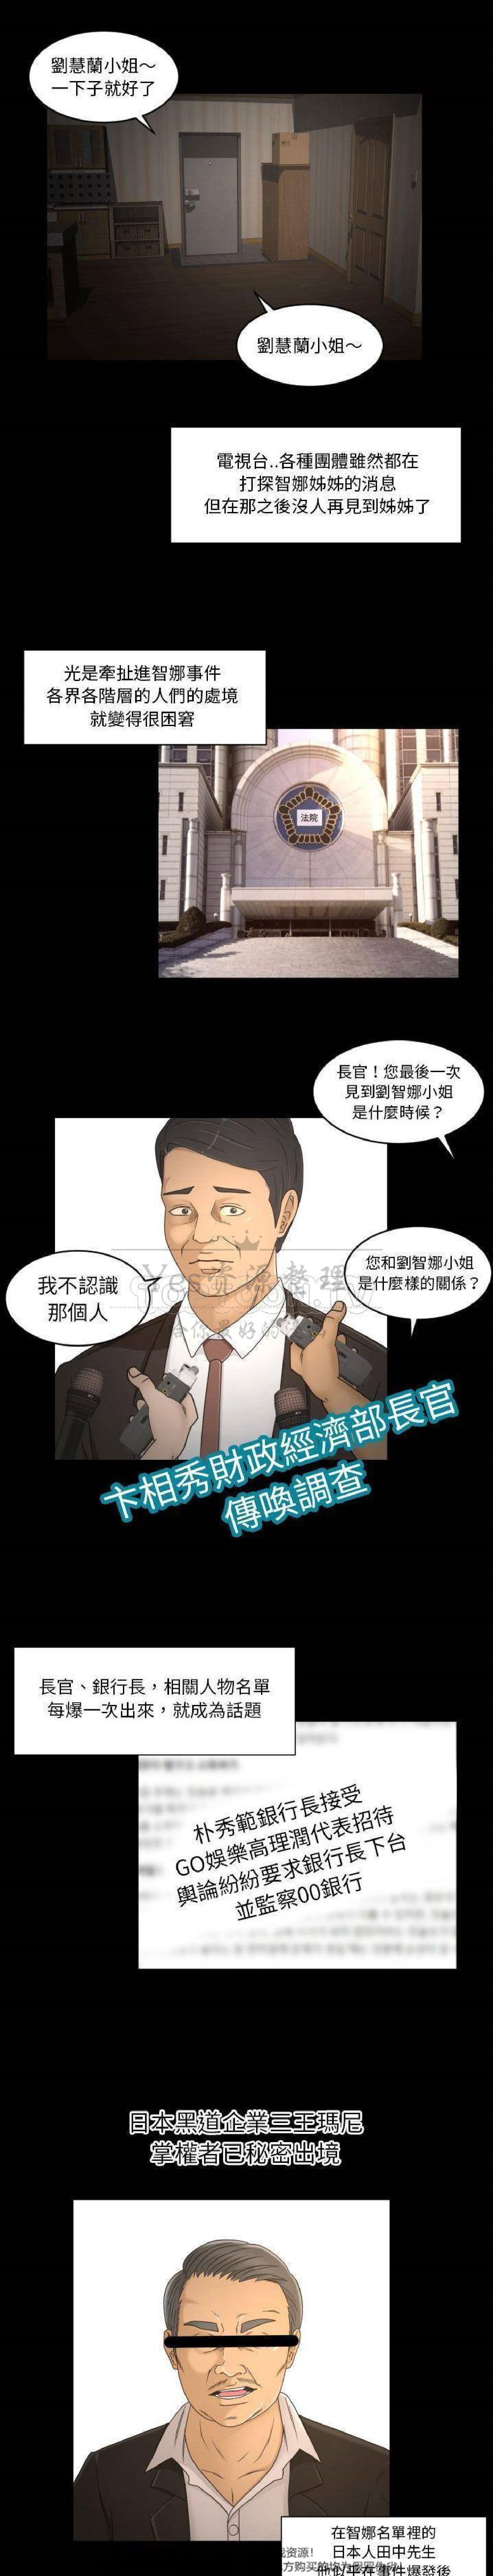 劉慧蘭小姐～
一下子就好了
劉慧蘭小姐～
電視台..各種團體雖然都在
打探智娜姊姊的消息
但在那之後沒人再見到姊姊了
光是牽扯進智娜事件
各界各階層的人們的處境
就變得很困窘
法院
長官！您最後一次
見到劉智娜小姐
是什麼時候？
您和劉智娜小姐
是什麼樣的關係？
我不認識
那個人
卞相秀財政經濟部長官
傳喚調查
長官、銀行長，相關人物名單
每爆一次出來，就成為話題
朴秀範銀行長接受
GO娛樂高理潤代表招待
輿論紛紛要求銀行長下台
並監察00銀行
日本黑道企業三王瑪尼
掌權者已秘密出境
在智娜名單裡的
日本人田中先生
他似乎在事件爆發後